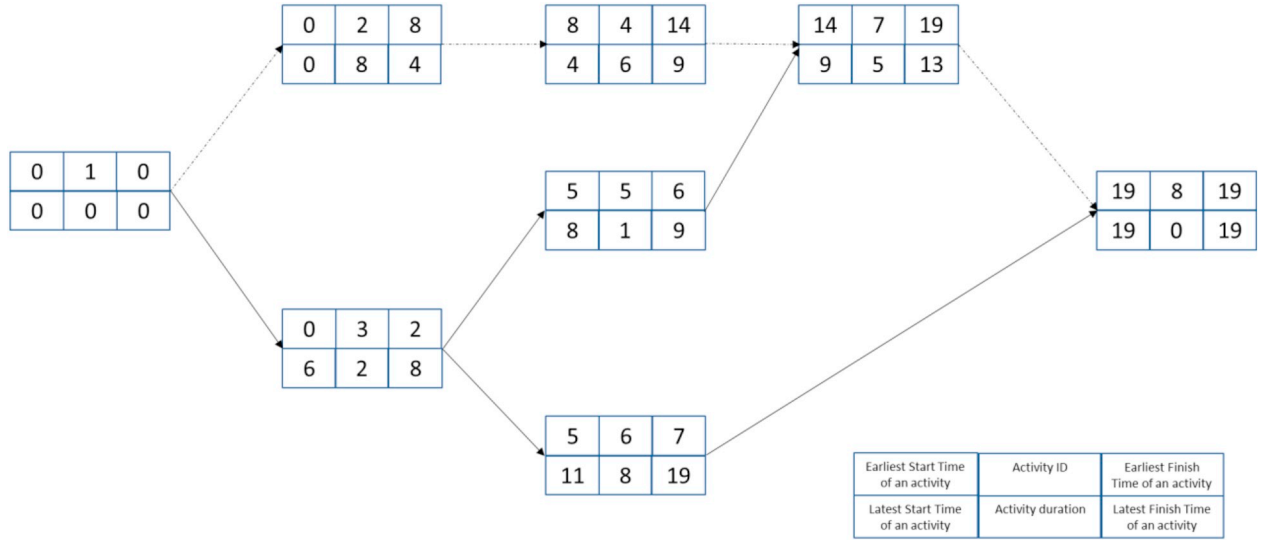 0 2 8
0 8 4
8 4 14
4 6 9
14 7 19
9 5 13
0 1 0
0 0 0
5 5 6
8 1 9
19 8 19
19 0 19
0 3 2
6 2 8
5 6 7
11 8 19
Earliest Start Time
of an activity
Activity ID
Earliest Finish
Time of an activity
Latest Start Time
of an activity
Activity duration
Latest Finish Time
of an activity